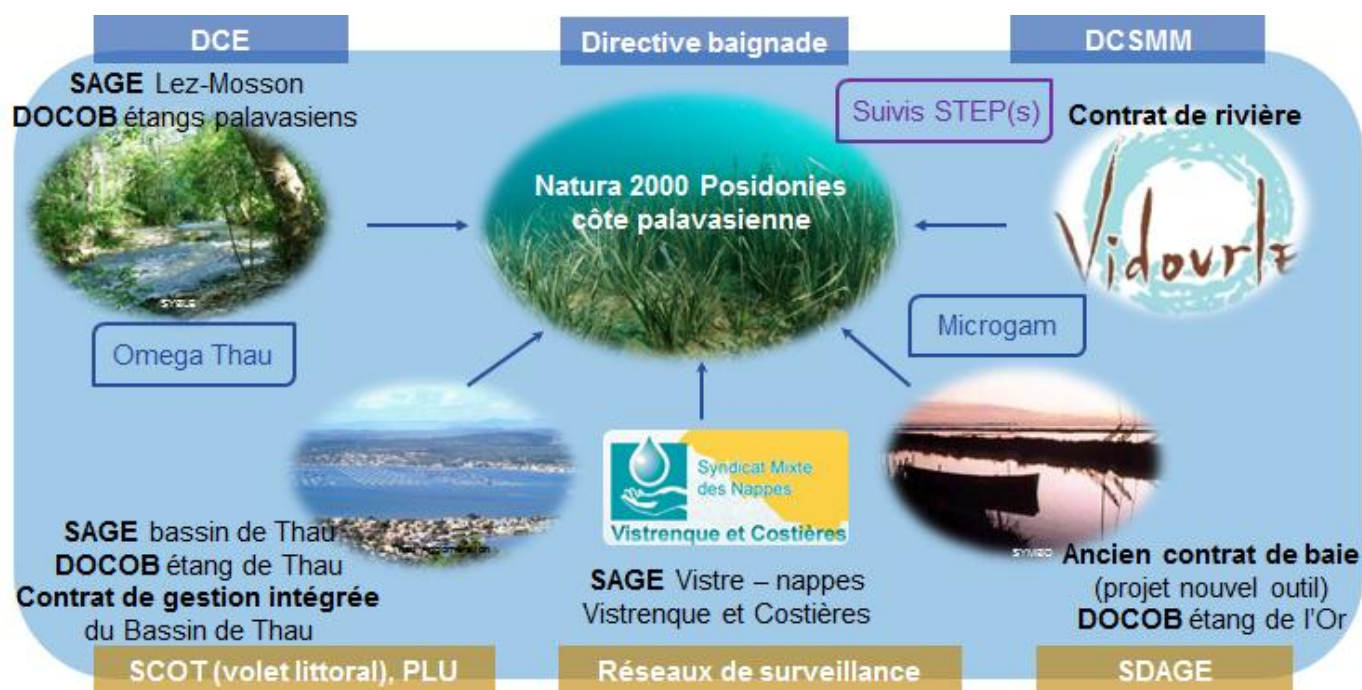 DCE
Directive baignade
DCSMM
SAGE Lez-Mosson
DOCOB étangs palavasiens
Suivis STEP(s)
Contrat de rivière
Natura 2000 Posidonies
côte palavasienne
Vidourle
SYBLE
Omega Thau
Microgam
Syndicat Mixte
des Nappes
Vistrenque et Costières
SYMBO
SAGE bassin de Thau
DOCOB étang de Thau
Contrat de gestion intégrée
du Bassin de Thau
SAGE Vistre – nappes
Vistrenque et Costières
Ancien contrat de baie
(projet nouvel outil)
DOCOB étang de l'Or
SCOT (volet littoral), PLU
Réseaux de surveillance
SDAGE